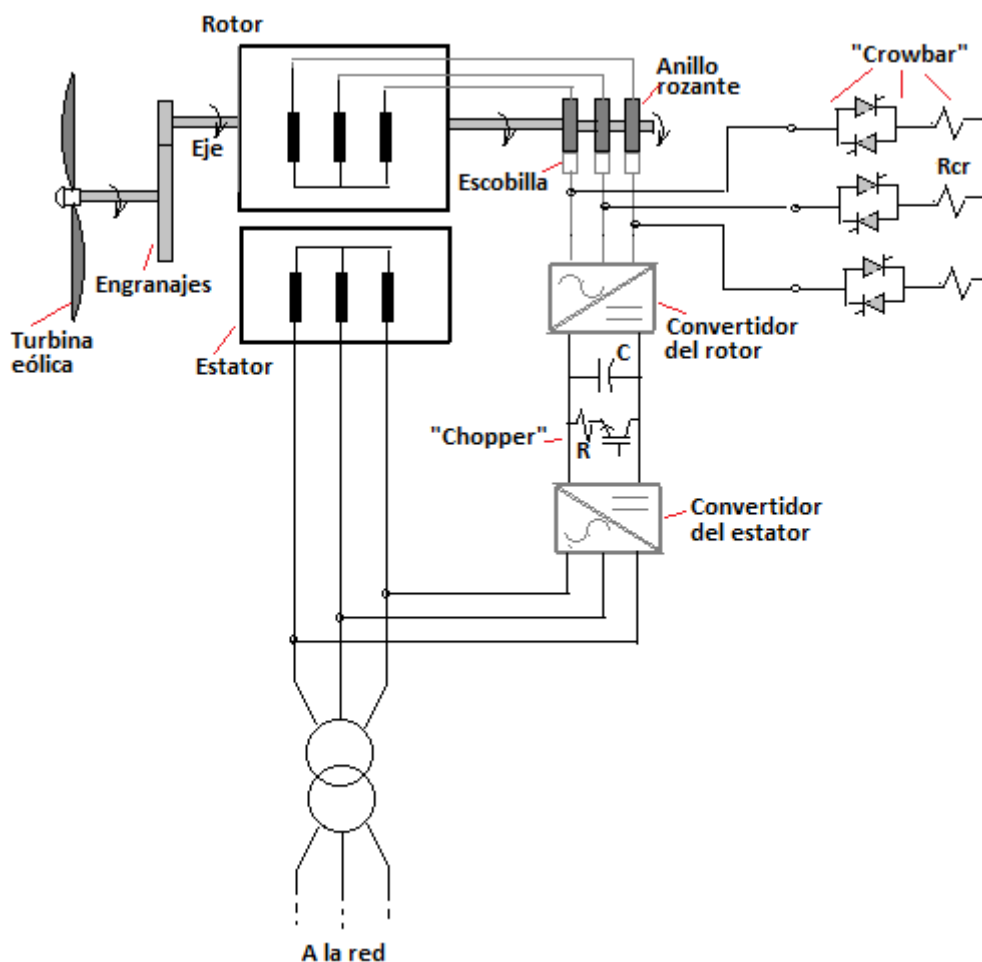 Rotor
"Crowbar"
Anillo
rozante
Eje
Escobilla
Rcr
Engranajes
Turbina
eólica
Estator
Convertidor
del rotor
C
"Chopper"
R
Convertidor
del estator
A la red